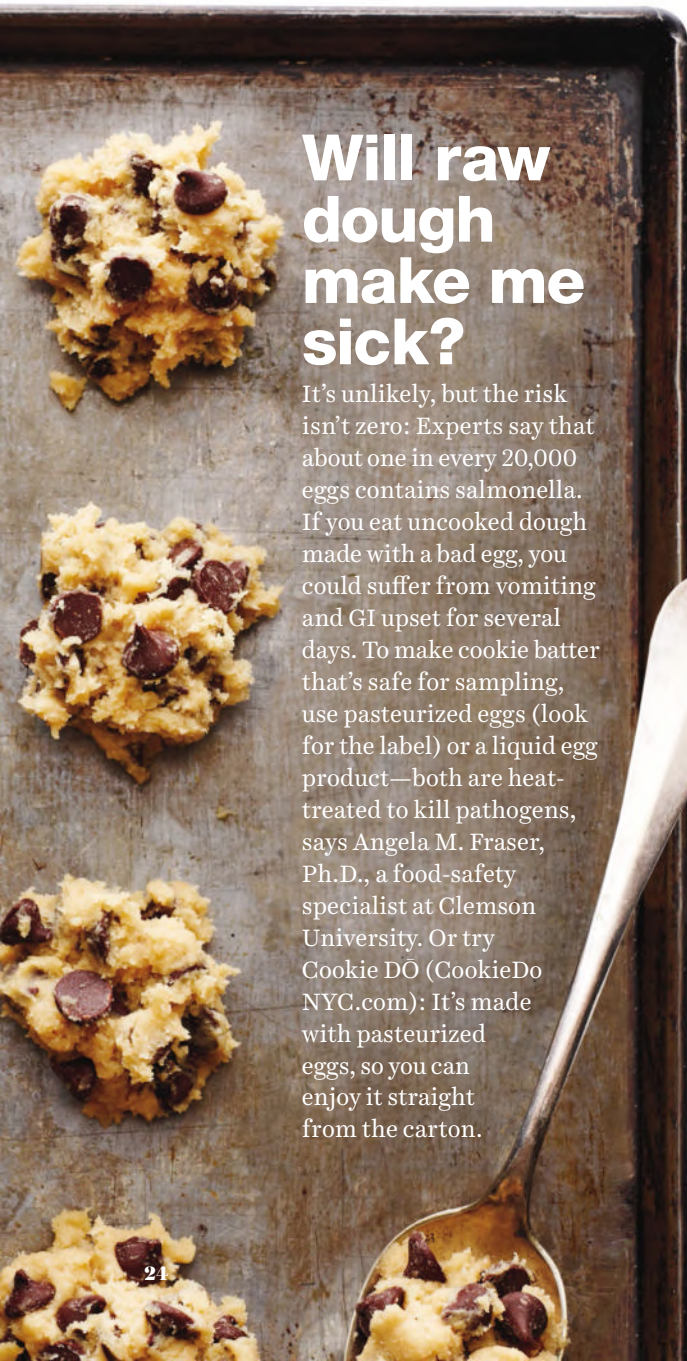 Will raw
dough
make me
sick?
It’s unlikely, but the risk
isn’t zero: Experts say that
about one in every 20,000
eggs contains salmonella.
If you eat uncooked dough
made with a bad egg, you
could suffer from vomiting
and GI upset for several
days. To make cookie batter
that’s safe for sampling,
use pasteurized eggs (look
for the label) or a liquid egg
product—both are heat-
treated to kill pathogens,
says Angela M. Fraser,
Ph.D., a food-safety
specialist at Clemson
University. Or try
Cookie DŌ (CookieDo
NYC.com): It’s made
with pasteurized
eggs, so you can
enjoy it straight
from the carton.
24